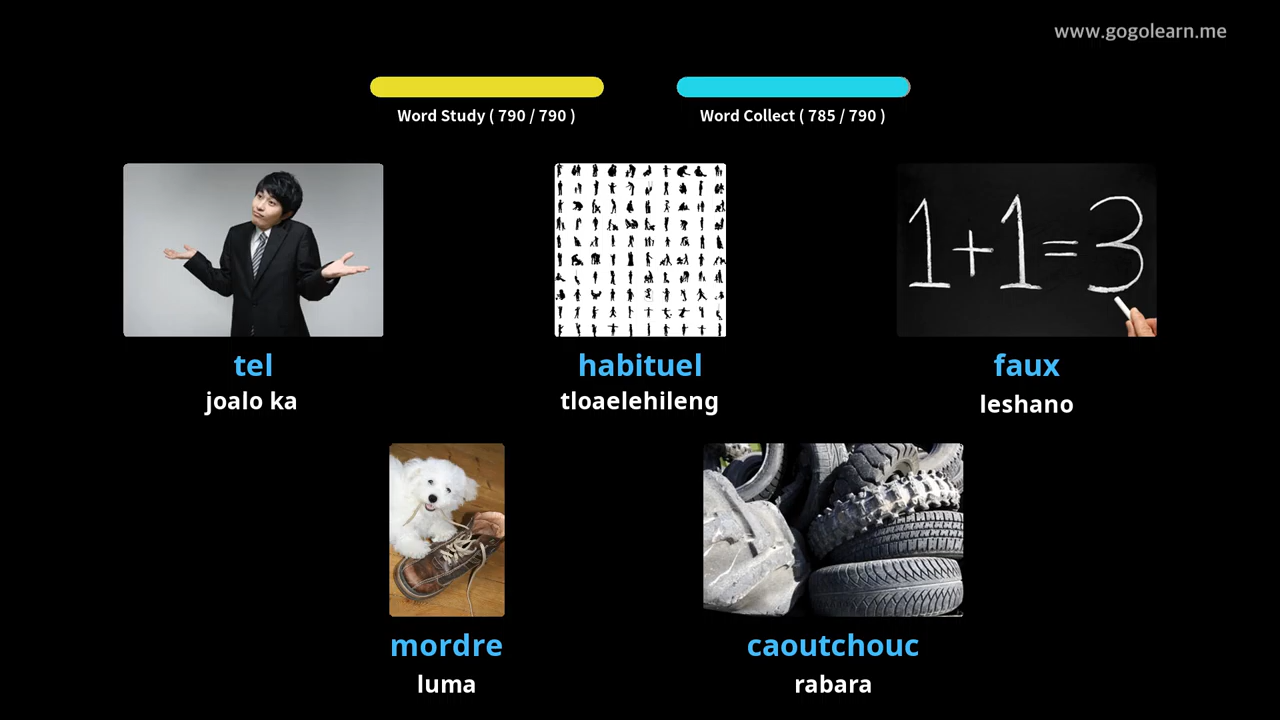 www.gogolearn.me
Word Study ( 790 / 790 )
Word Collect ( 785 / 790 )
1+1=3
tel
joalo ka
habituel
tloaelehileng
faux
leshano
mordre
luma
caoutchouc
rabara